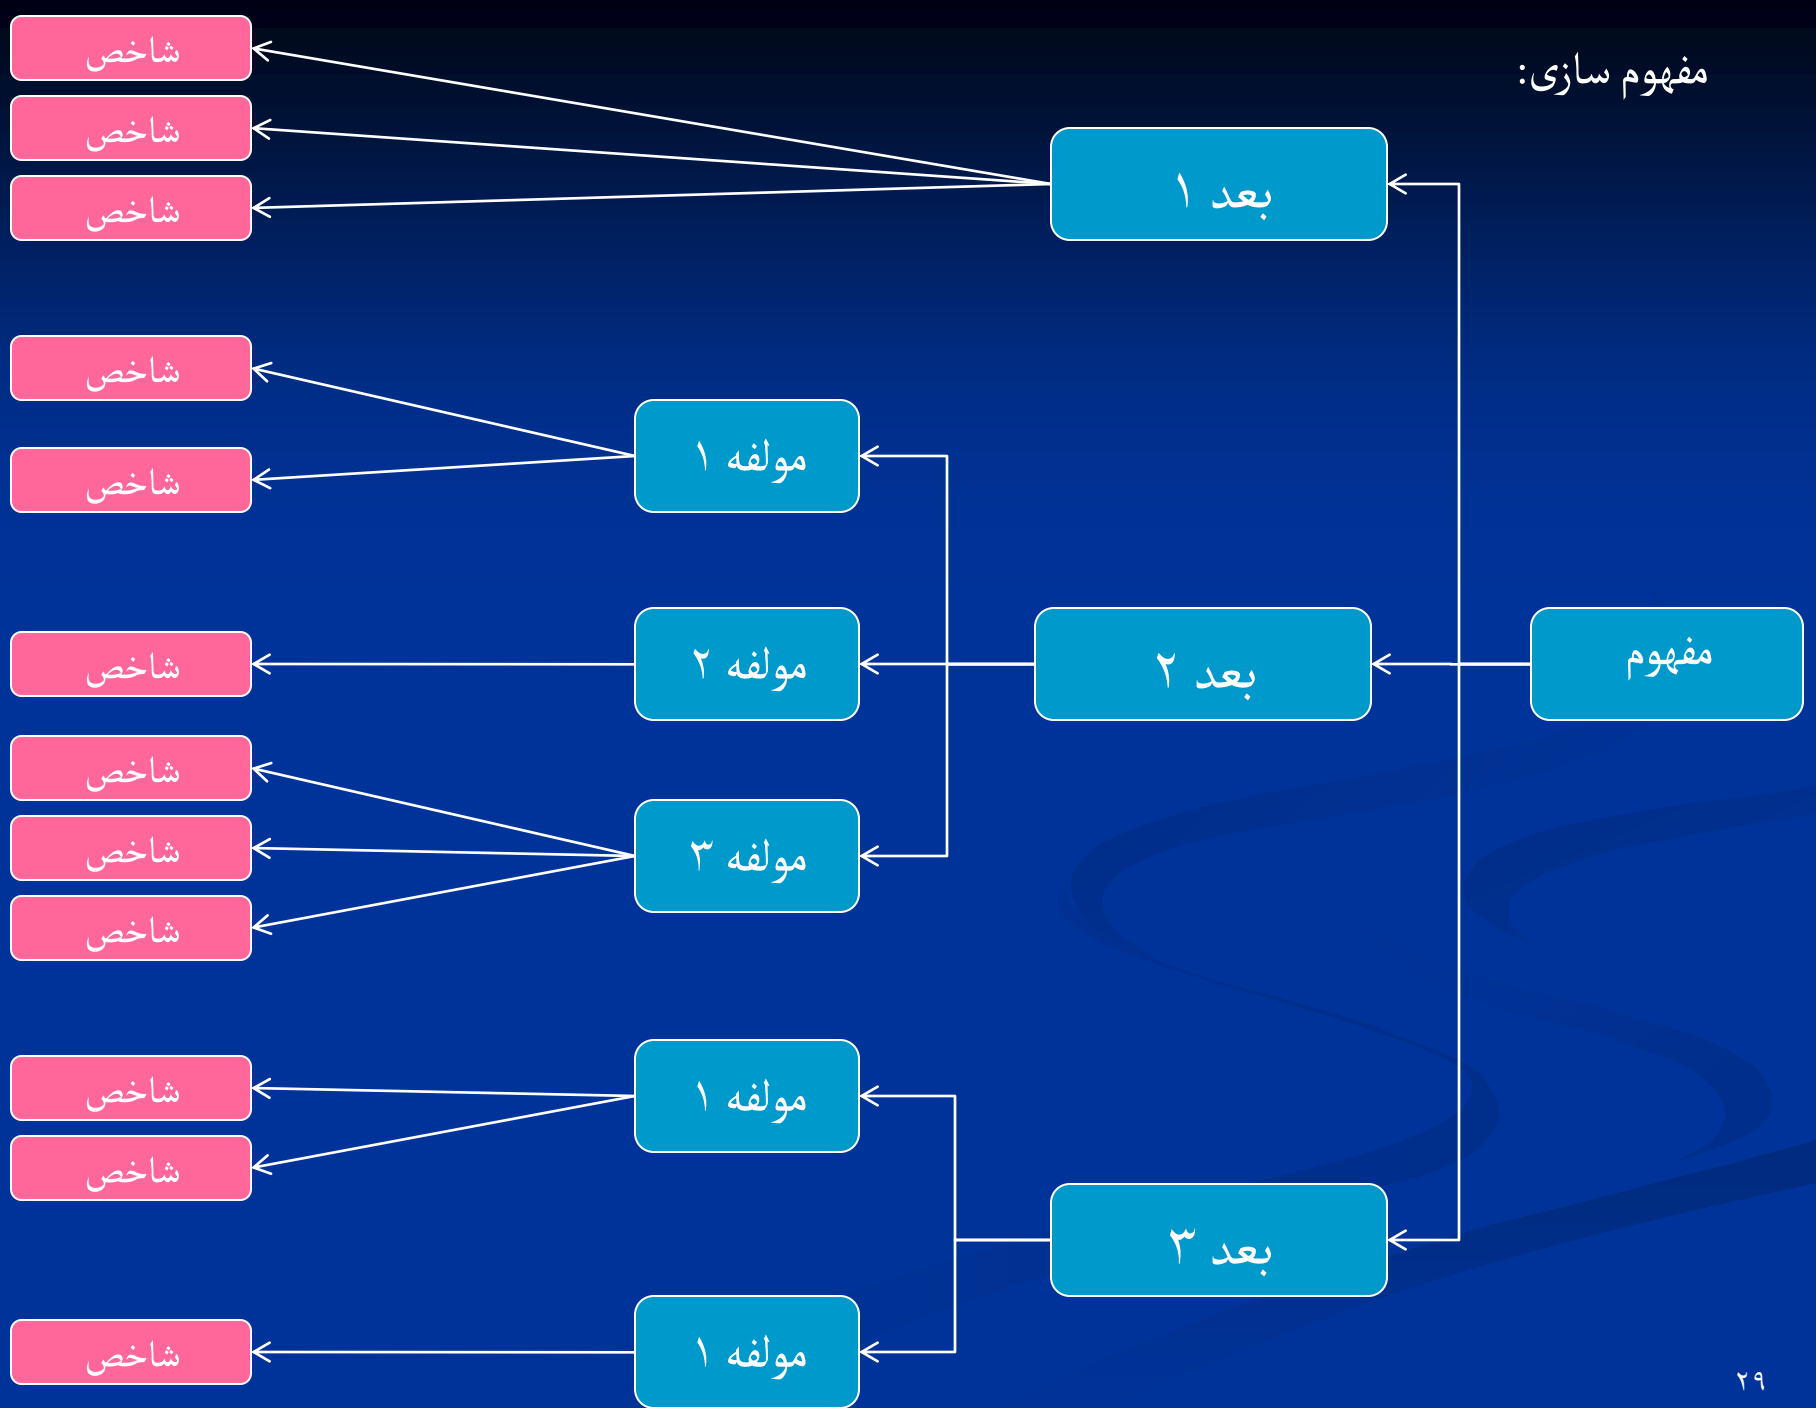 مفهوم سازی:
مفهوم
بعد ۱
شاخص
شاخص
شاخص
بعد ۲
مولفه ۱
شاخص
شاخص
مولفه ۲
شاخص
مولفه ۳
شاخص
شاخص
شاخص
بعد ۳
مولفه ۱
شاخص
شاخص
مولفه ۱
شاخص
۲۹